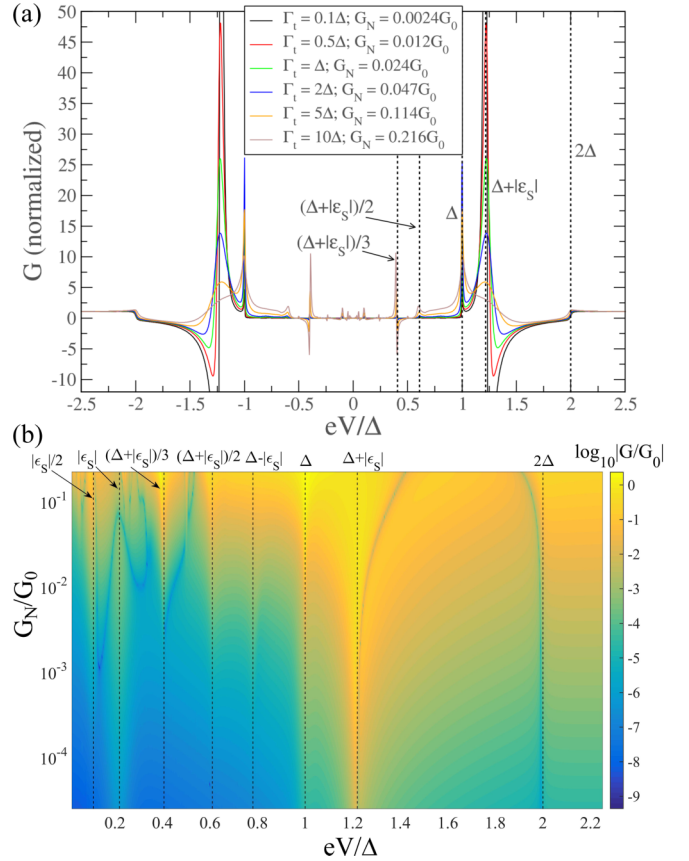 (a)
50
45
40
35
30
25
20
15
10
5
0
-5
-10
G (normalized)
Γt = 0.1Δ; GN = 0.0024G0
Γt = 0.5Δ; GN = 0.012G0
Γt = Δ; GN = 0.024G0
Γt = 2Δ; GN = 0.047G0
Γt = 5Δ; GN = 0.114G0
Γt = 10Δ; GN = 0.216G0
2Δ
Δ+|εS|
Δ
(Δ+|εS|)/2
(Δ+|εS|)/3
-2.5 -2 -1.5 -1 -0.5 0 0.5 1 1.5 2 2.5
eV/Δ
(b)
|ϵS|/2 |ϵS| (Δ+|ϵS|)/3 (Δ+|ϵS|)/2 Δ-|ϵS| Δ Δ+|ϵS| 2Δ log10|G/G0|
10-1
10-2
10-3
10-4
GN/G0
0
-1
-2
-3
-4
-5
-6
-7
-8
-9
0.2 0.4 0.6 0.8 1 1.2 1.4 1.6 1.8 2 2.2
eV/Δ